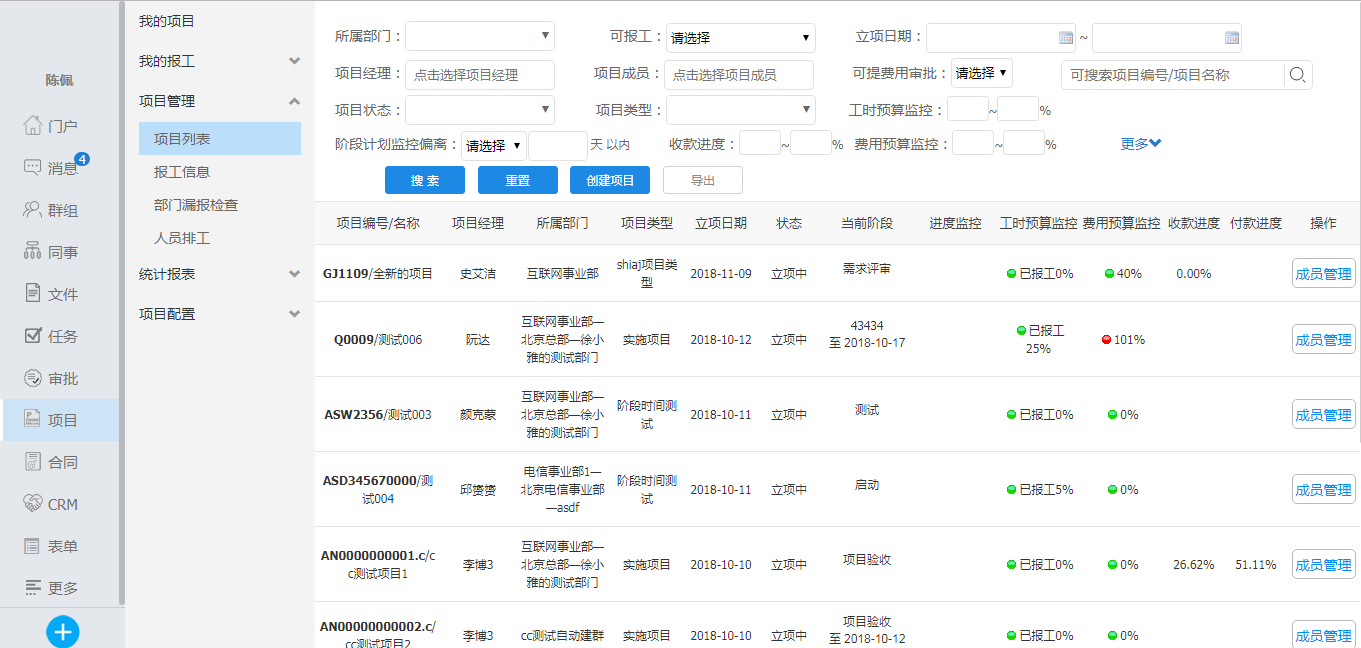 陈佩
门户
消息 4
群组
同事
文件
任务
审批
项目
合同
CRM
表单
更多
我的项目
我的报工
项目管理
项目列表
报工信息
部门漏报检查
人员排工
统计报表
项目配置
所属部门： 可报工： 请选择 立项日期： ~
项目经理： 点击选择项目经理 项目成员： 点击选择项目成员 可提费用审批： 请选择 可搜索项目编号/项目名称
项目状态： 项目类型： 工时预算监控： ~ %
阶段计划监控偏离： 请选择 天 以内 收款进度： ~ % 费用预算监控： ~ % 更多
搜 索 重置 创建项目 导出
项目编号/名称 项目经理 所属部门 项目类型 立项日期 状态 当前阶段 进度监控 工时预算监控 费用预算监控 收款进度 付款进度 操作
GJ1109/全新的项目 史艾洁 互联网事业部 shiaj项目类
型 2018-11-09 立项中 需求评审 已报工0% 40% 0.00% 成员管理
Q0009/测试006 阮达 互联网事业部—
北京总部—徐小
雅的测试部门 实施项目 2018-10-12 立项中 43434
至 2018-10-17 已报工
25% 101% 成员管理
ASW2356/测试003 颜克蒙 互联网事业部—
北京总部—徐小
雅的测试部门 阶段时间测
试 2018-10-11 立项中 测试 已报工0% 0% 成员管理
ASD345670000/测
试004 邱赟赟 电信事业部1—
北京电信事业部
—asdf 阶段时间测
试 2018-10-11 立项中 启动 已报工5% 0% 成员管理
AN0000000001.c/c
c测试项目1 李博3 互联网事业部—
北京总部—徐小
雅的测试部门 实施项目 2018-10-10 立项中 项目验收 已报工0% 0% 26.62% 51.11% 成员管理
AN0000000002.c/
cc测试项目2 李博3 cc测试自动建群 实施项目 2018-10-10 立项中 项目验收
至 2018-10-12 已报工0% 0% 成员管理